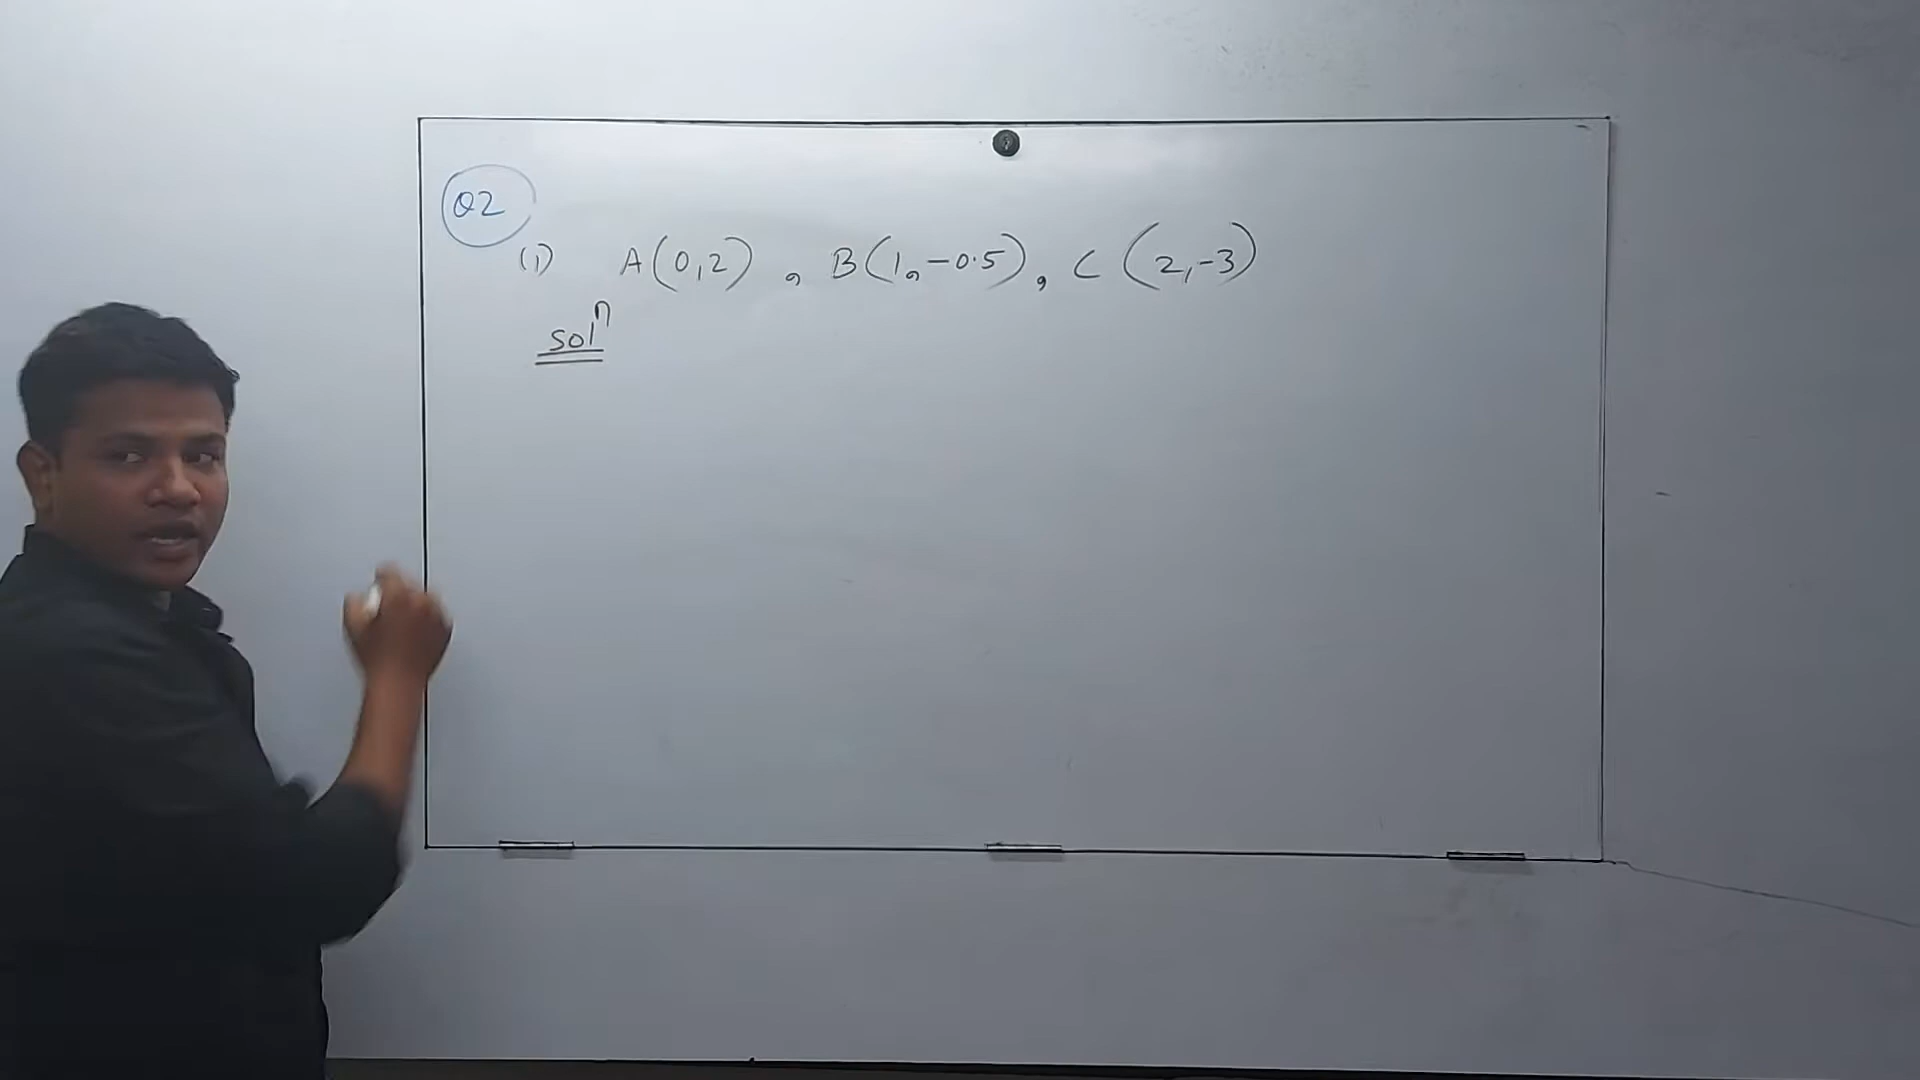 Q2
(1) A(0,2), B(1,-0.5), C(2,-3)
solⁿ